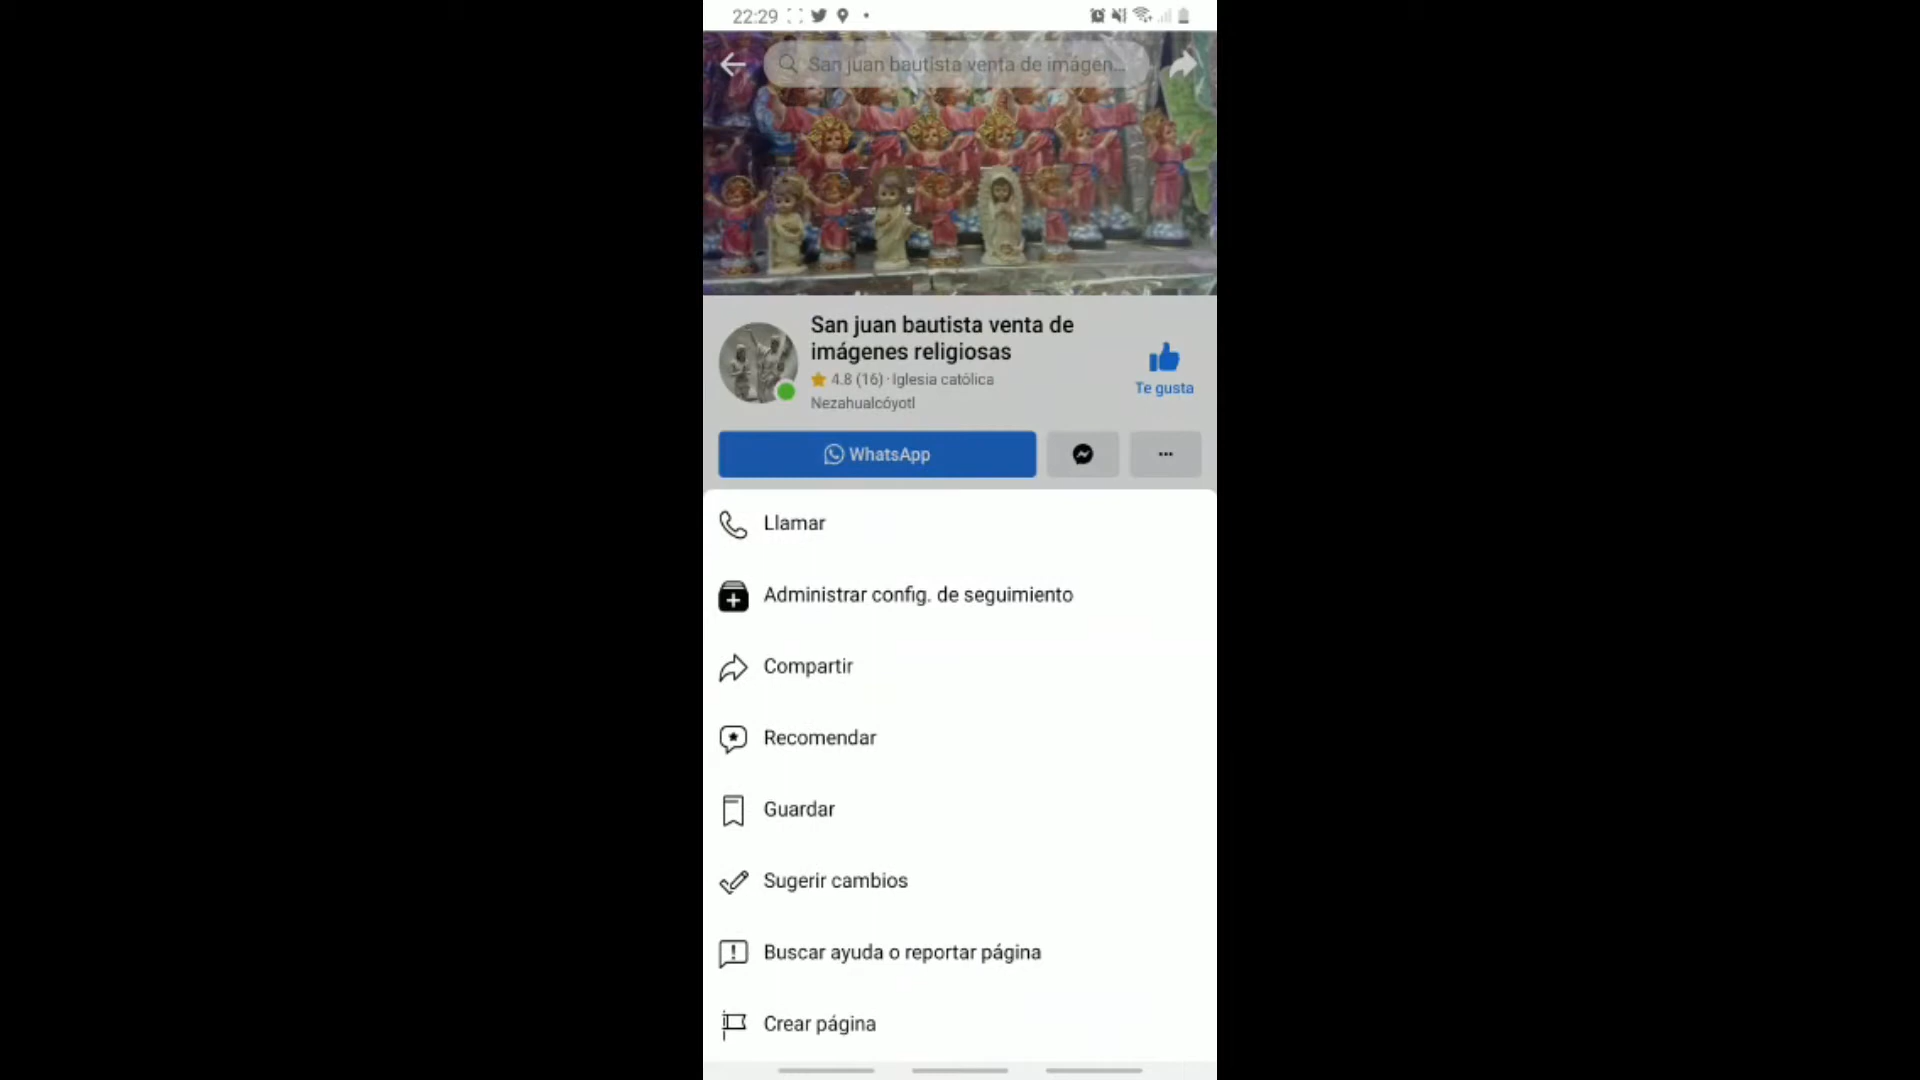 22:29
San juan bautista venta de imágen...
San juan bautista venta de
imágenes religiosas
4.8 (16) · Iglesia católica
Nezahualcóyotl
Te gusta
WhatsApp
Llamar
Administrar config. de seguimiento
Compartir
Recomendar
Guardar
Sugerir cambios
Buscar ayuda o reportar página
Crear página